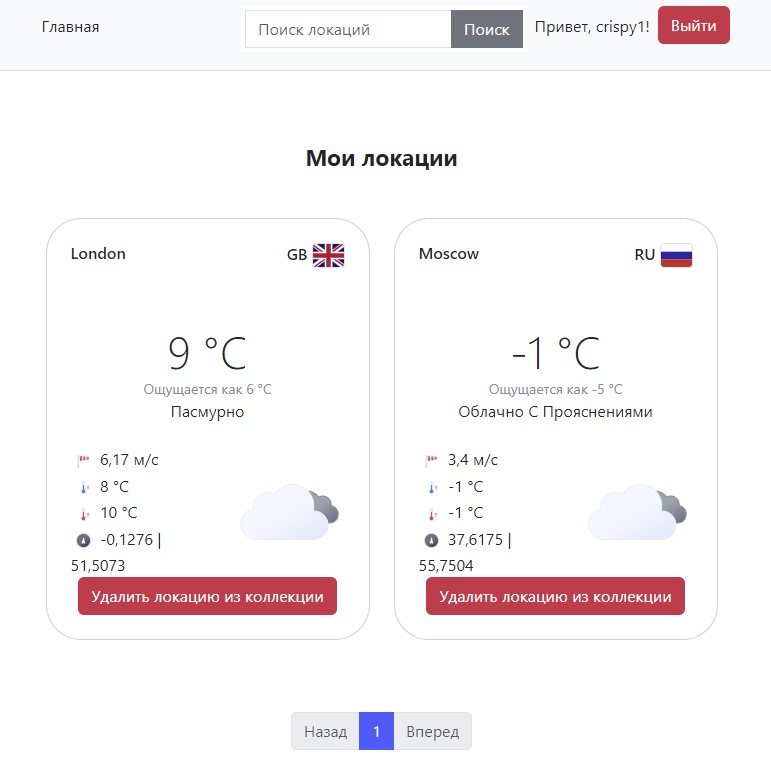 Главная
Поиск локаций
Поиск
Привет, crispy1!
Выйти
Мои локации
London
GB
9 °C
Ощущается как 6 °C
Пасмурно
6,17 м/с
8 °C
10 °C
-0,1276 |
51,5073
Удалить локацию из коллекции
Moscow
RU
-1 °C
Ощущается как -5 °C
Облачно С Прояснениями
3,4 м/с
-1 °C
-1 °C
37,6175 |
55,7504
Удалить локацию из коллекции
Назад
1
Вперед